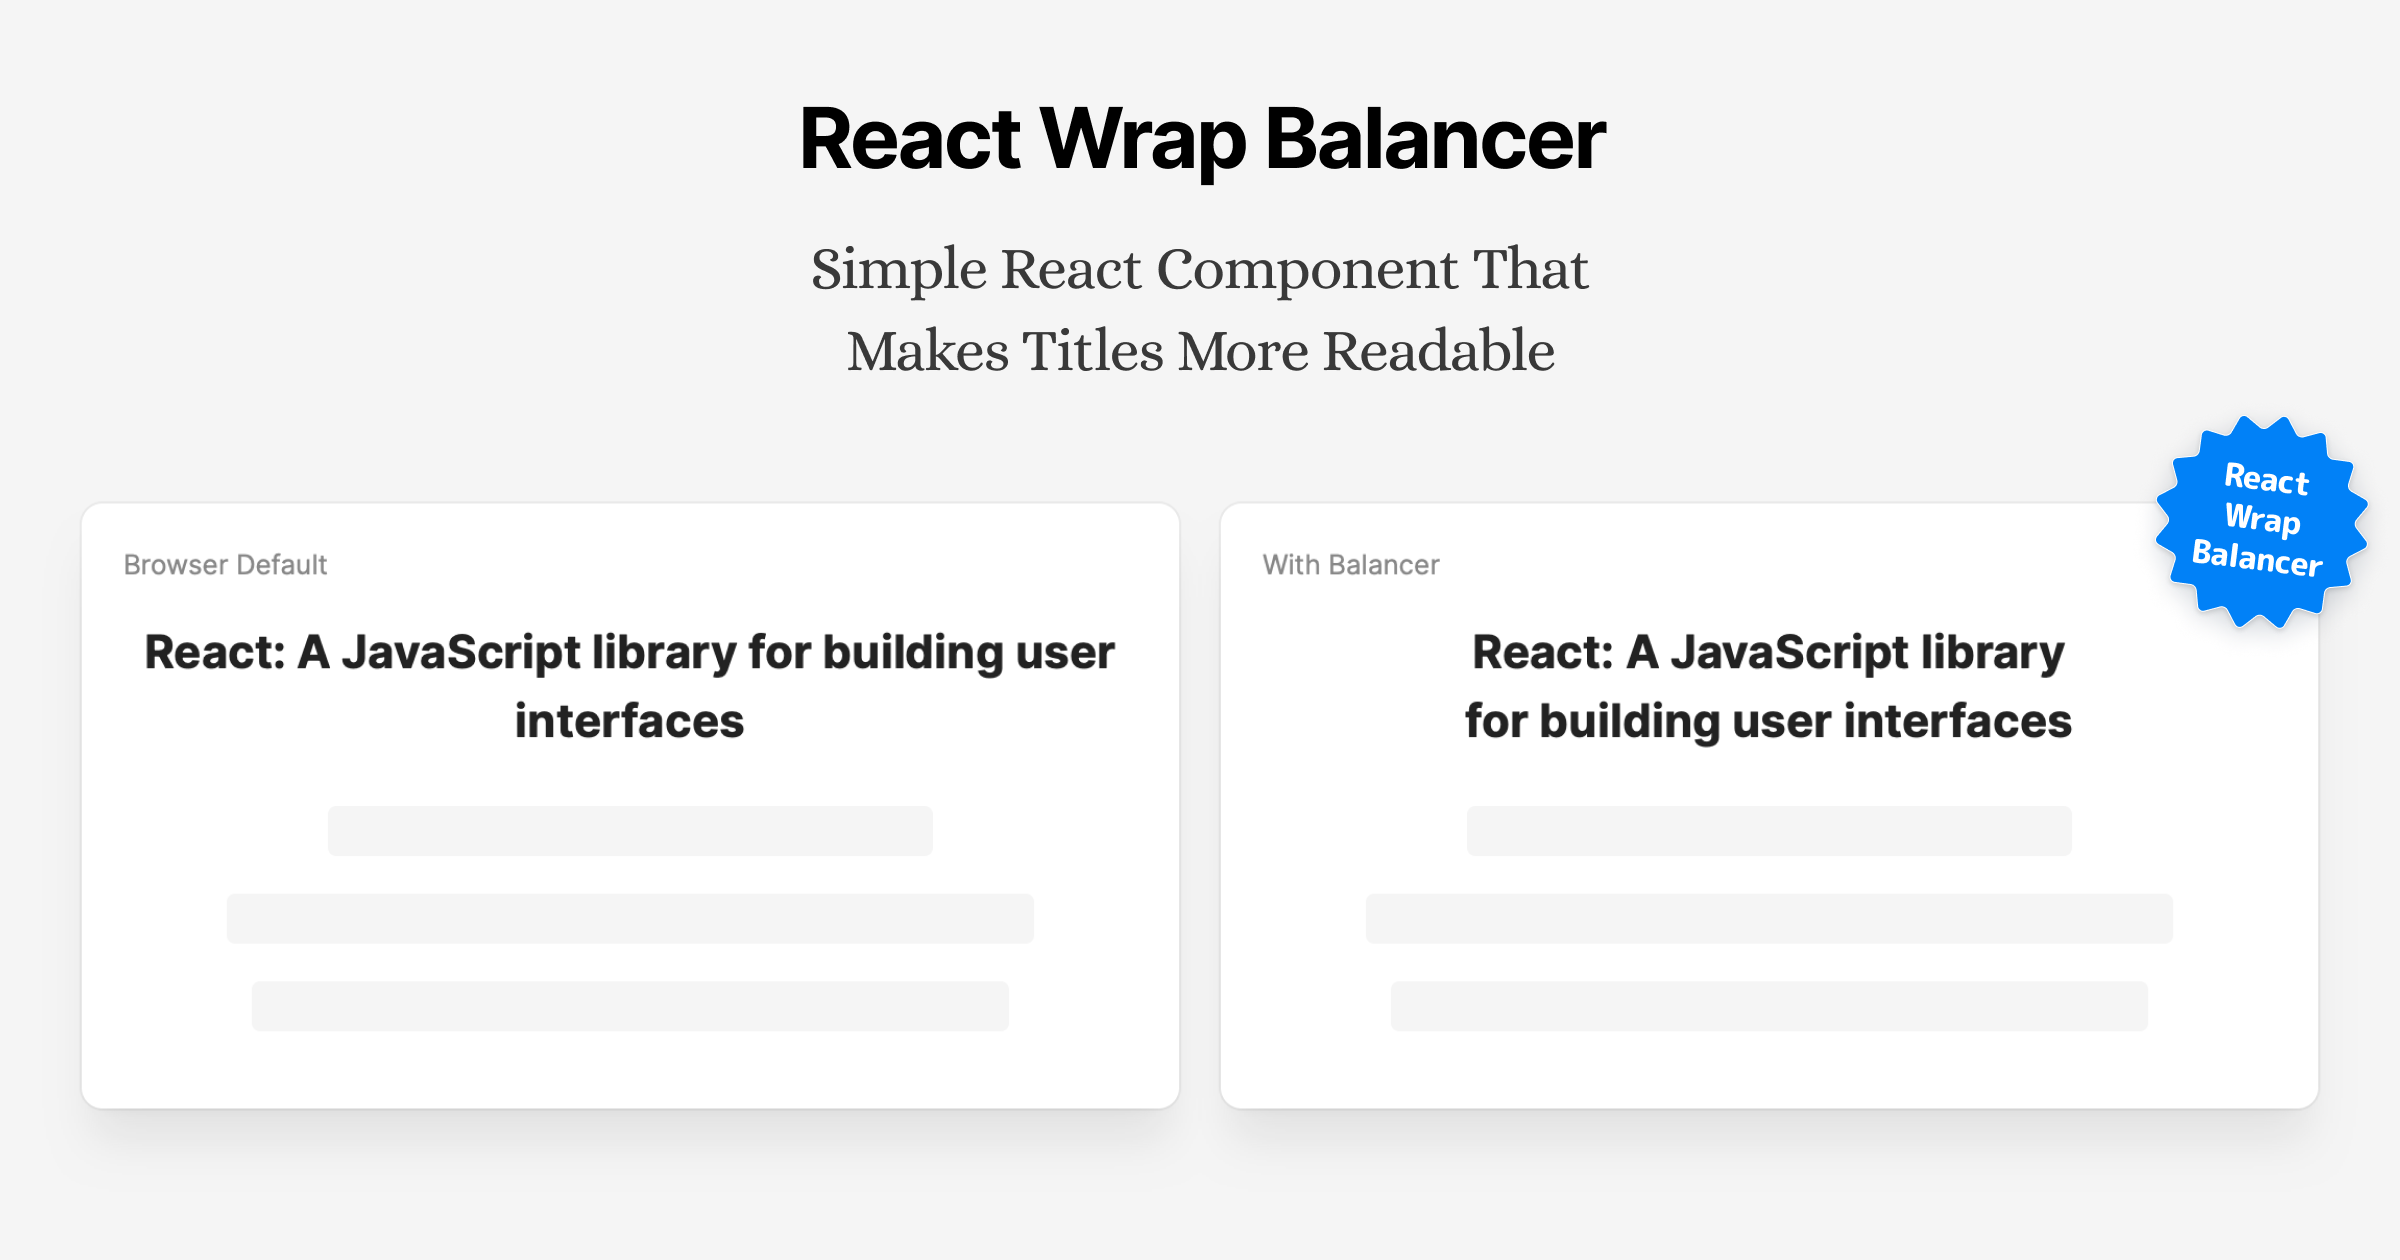 React Wrap Balancer
Simple React Component That
Makes Titles More Readable
React
Wrap
Balancer
Browser Default
React: A JavaScript library for building user
interfaces
With Balancer
React: A JavaScript library
for building user interfaces